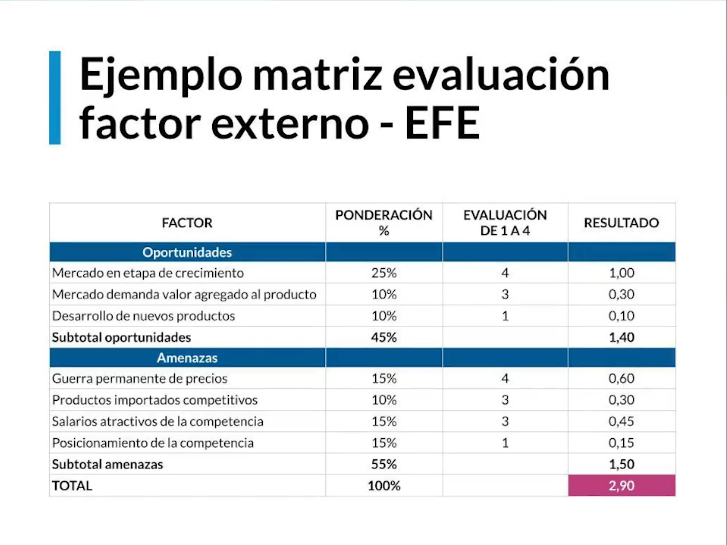 Ejemplo matriz evaluación
factor externo - EFE
FACTOR PONDERACIÓN % EVALUACIÓN DE 1 A 4 RESULTADO
Oportunidades
Mercado en etapa de crecimiento 25% 4 1,00
Mercado demanda valor agregado al producto 10% 3 0,30
Desarrollo de nuevos productos 10% 1 0,10
Subtotal oportunidades 45% 1,40
Amenazas
Guerra permanente de precios 15% 4 0,60
Productos importados competitivos 10% 3 0,30
Salarios atractivos de la competencia 15% 3 0,45
Posicionamiento de la competencia 15% 1 0,15
Subtotal amenazas 55% 1,50
TOTAL 100% 2,90